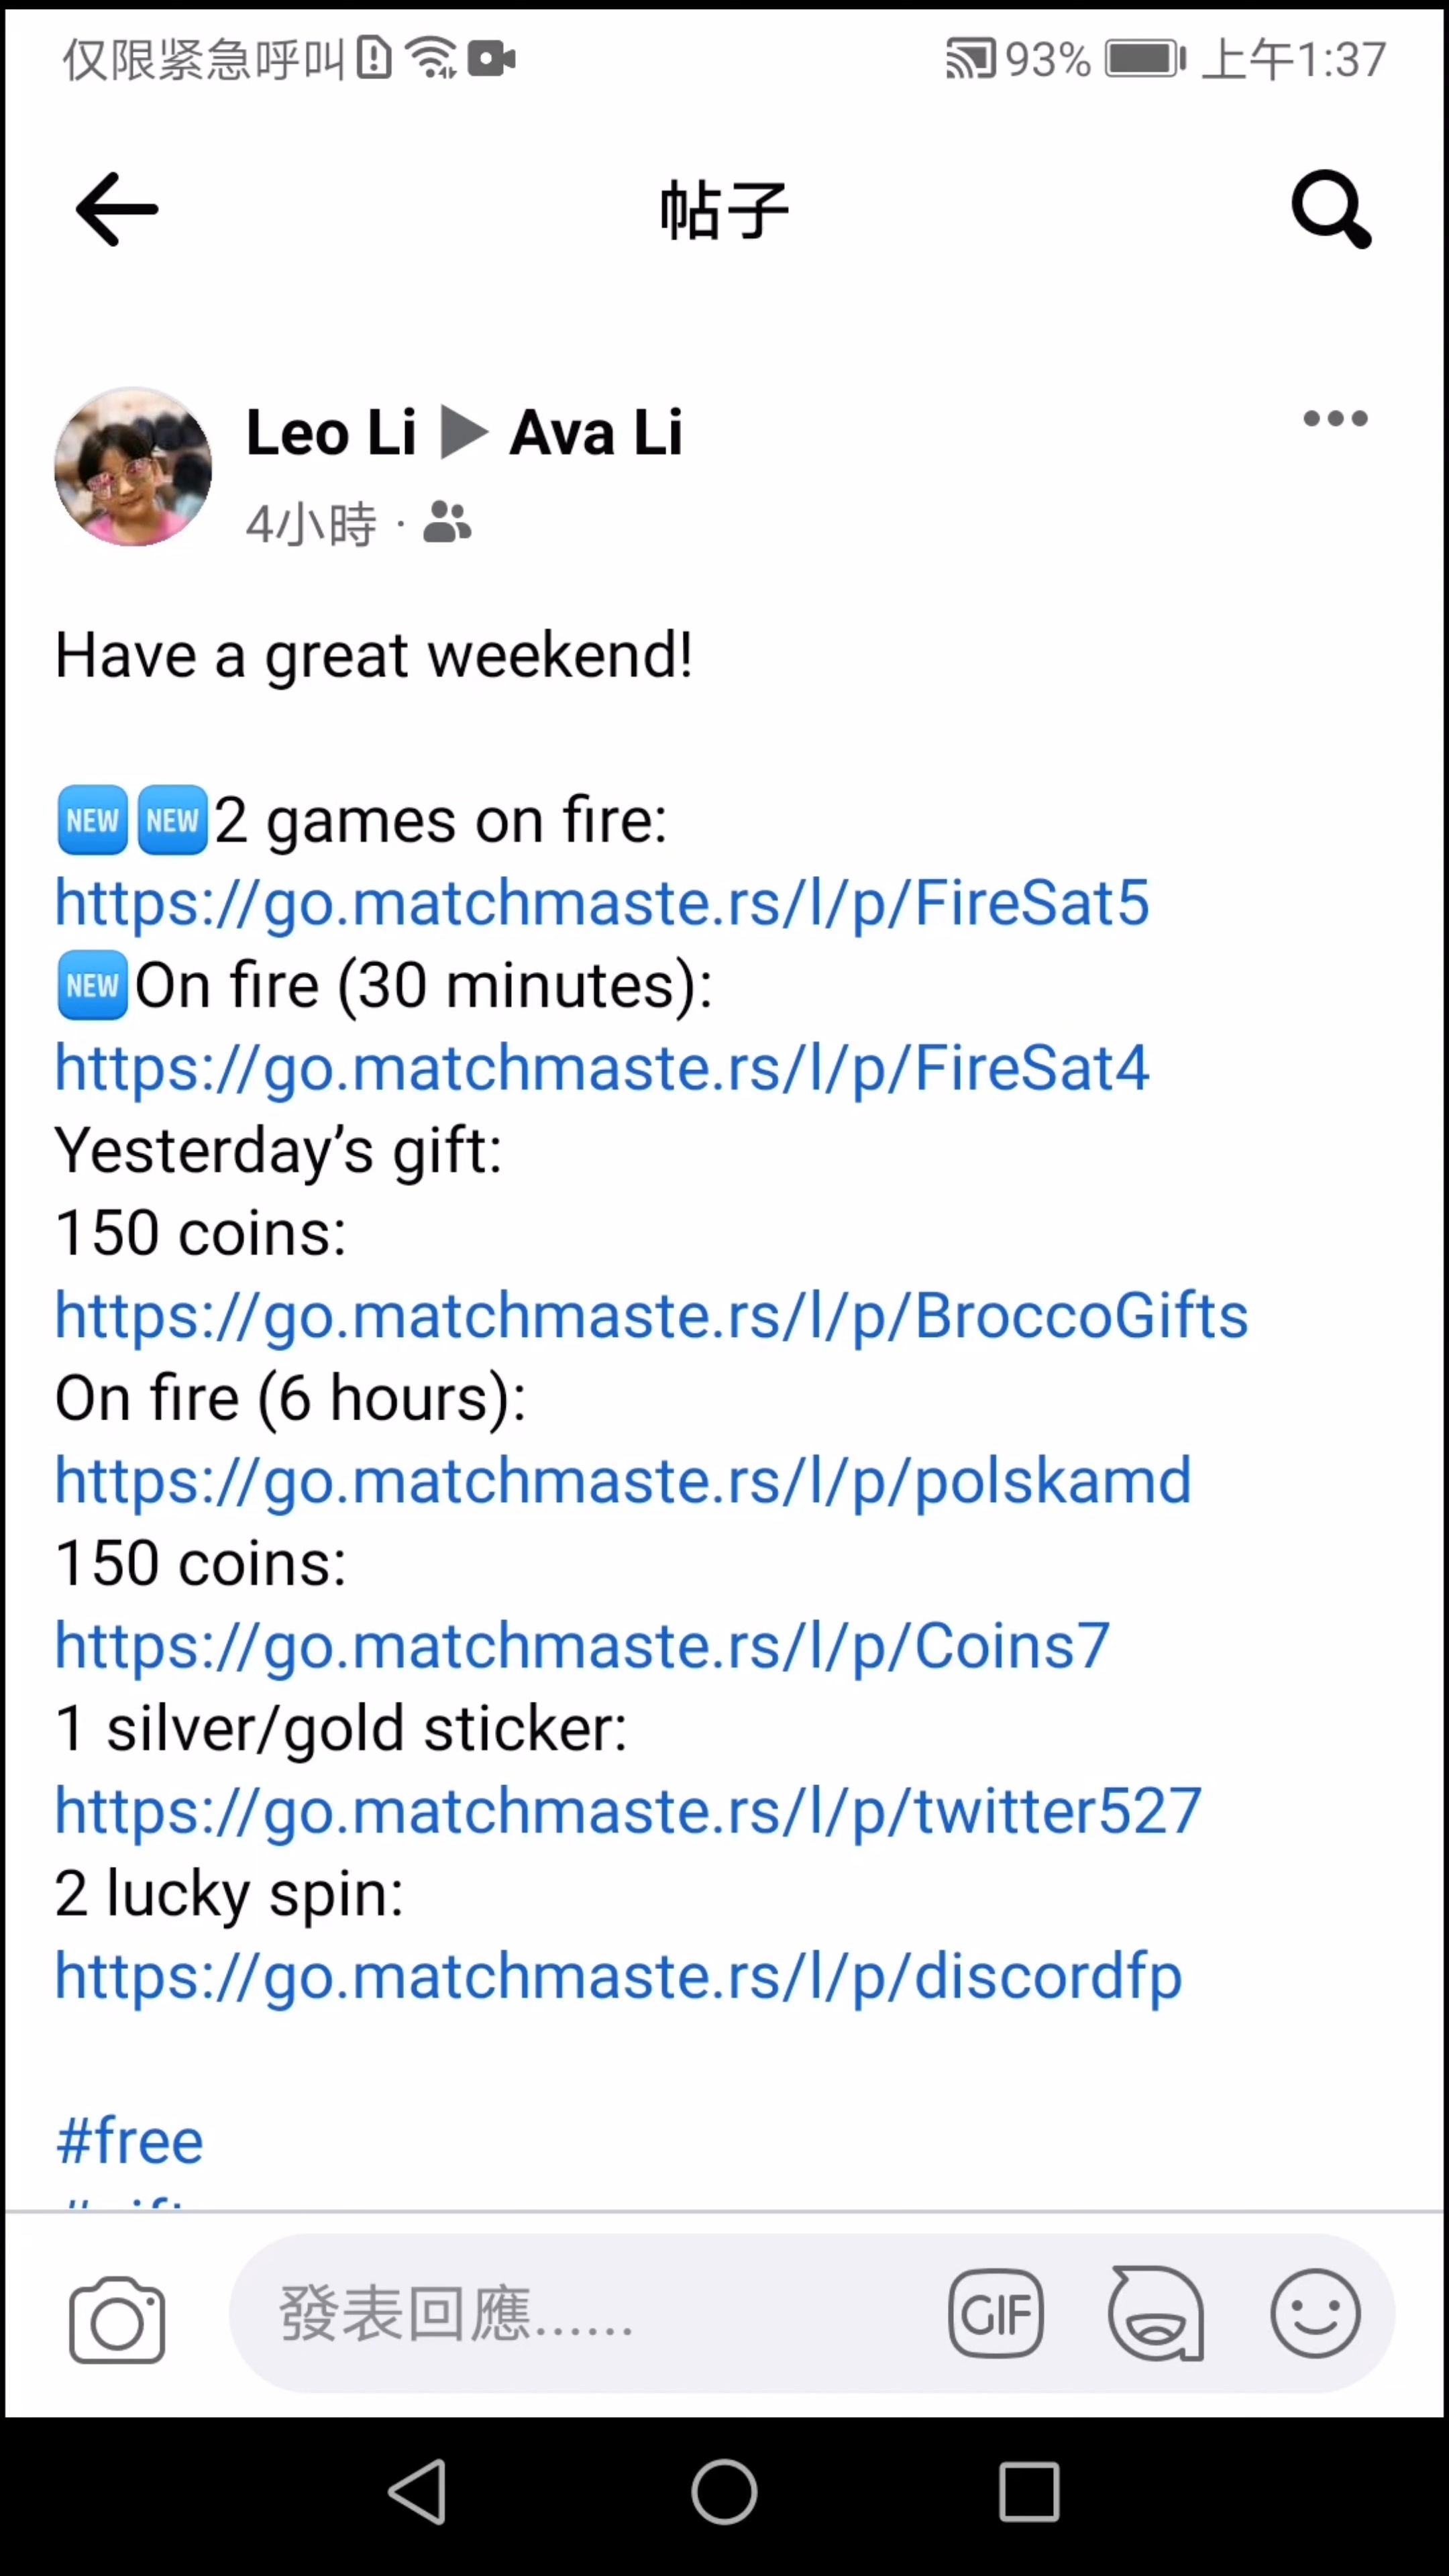 仅限紧急呼叫 93% 上午1:37
帖子
Leo Li ▶ Ava Li
4小時 ·
Have a great weekend!
🆕🆕2 games on fire:
https://go.matchmaste.rs/l/p/FireSat5
🆕On fire (30 minutes):
https://go.matchmaste.rs/l/p/FireSat4
Yesterday’s gift:
150 coins:
https://go.matchmaste.rs/l/p/BroccoGifts
On fire (6 hours):
https://go.matchmaste.rs/l/p/polskamd
150 coins:
https://go.matchmaste.rs/l/p/Coins7
1 silver/gold sticker:
https://go.matchmaste.rs/l/p/twitter527
2 lucky spin:
https://go.matchmaste.rs/l/p/discordfp
#free
發表回應...... GIF